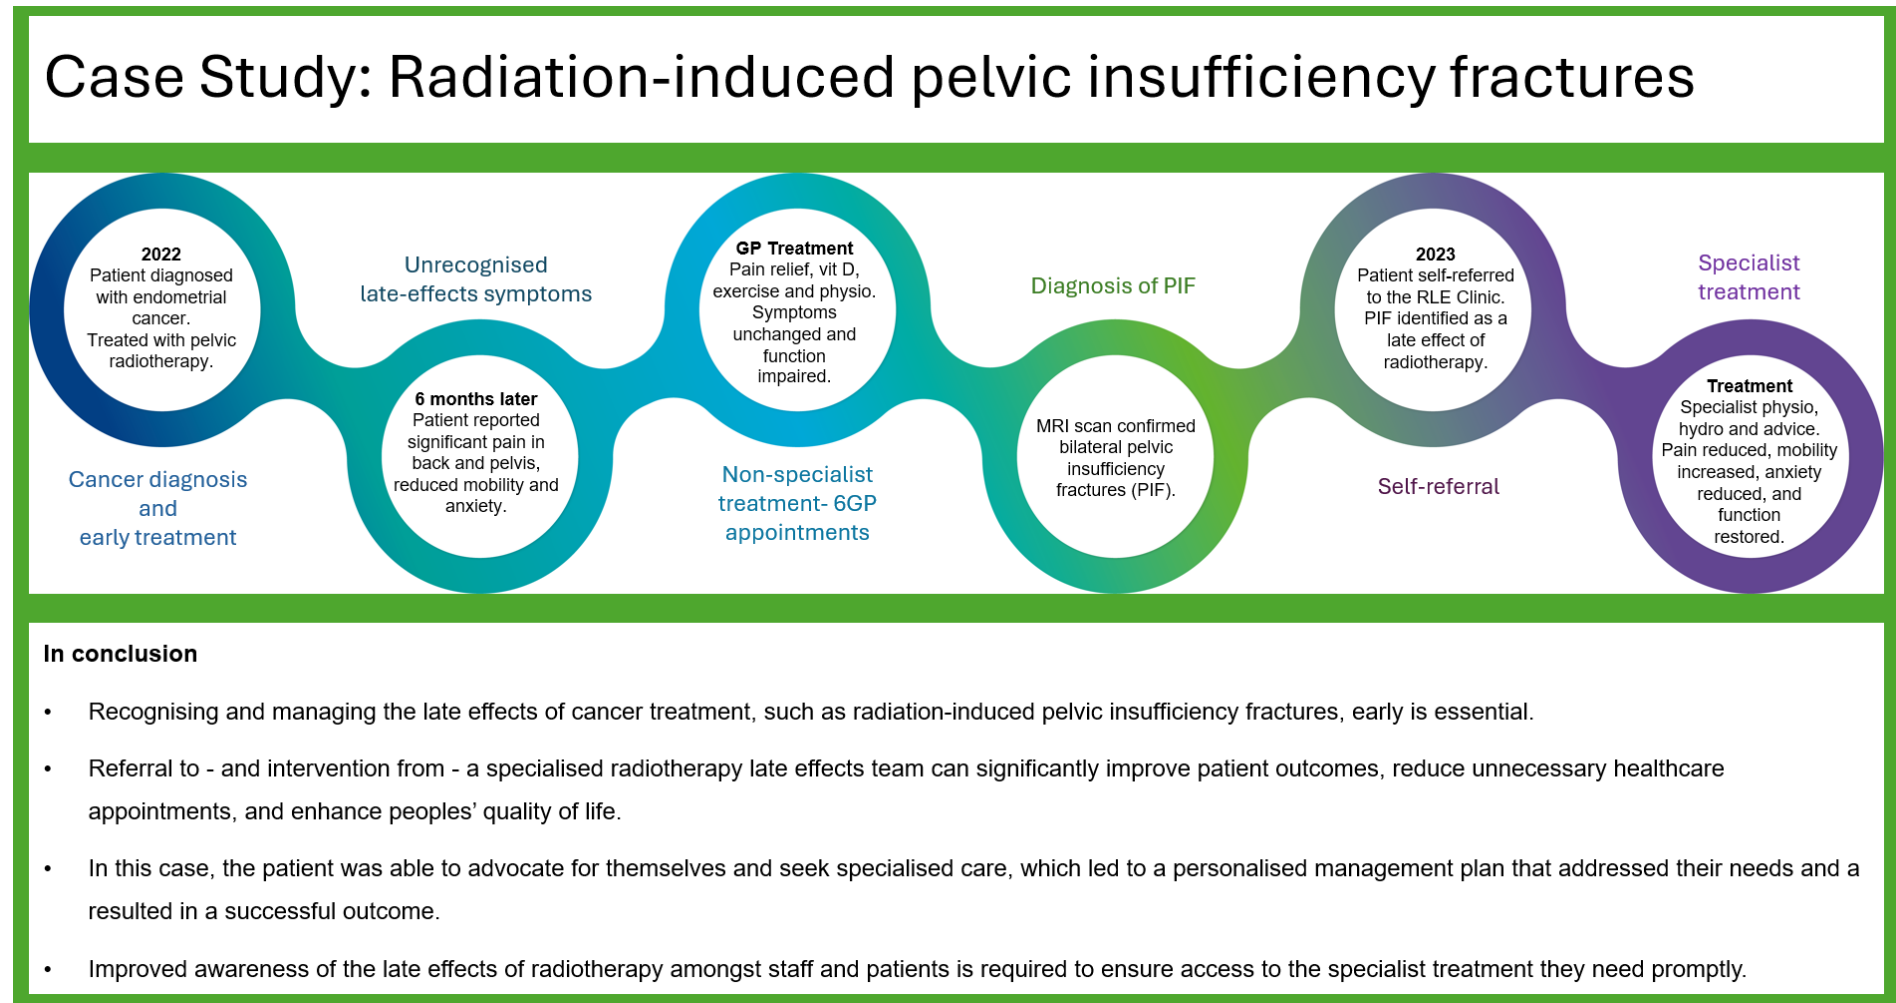 Case Study: Radiation-induced pelvic insufficiency fractures
2022
Patient diagnosed
with endometrial
cancer.
Treated with pelvic
radiotherapy.
Cancer diagnosis
and
early treatment
Unrecognised
late-effects symptoms
6 months later
Patient reported
significant pain in
back and pelvis,
reduced mobility and
anxiety.
GP Treatment
Pain relief, vit D,
exercise and physio.
Symptoms
unchanged and
function
impaired.
Non-specialist
treatment- 6GP
appointments
Diagnosis of PIF
MRI scan confirmed
bilateral pelvic
insufficiency
fractures (PIF).
2023
Patient self-referred
to the RLE Clinic.
PIF identified as a
late effect of
radiotherapy.
Self-referral
Specialist
treatment
Treatment
Specialist physio,
hydro and advice.
Pain reduced, mobility
increased, anxiety
reduced, and
function
restored.
In conclusion
• Recognising and managing the late effects of cancer treatment, such as radiation-induced pelvic insufficiency fractures, early is essential.
• Referral to - and intervention from - a specialised radiotherapy late effects team can significantly improve patient outcomes, reduce unnecessary healthcare
appointments, and enhance peoples’ quality of life.
• In this case, the patient was able to advocate for themselves and seek specialised care, which led to a personalised management plan that addressed their needs and a
resulted in a successful outcome.
• Improved awareness of the late effects of radiotherapy amongst staff and patients is required to ensure access to the specialist treatment they need promptly.